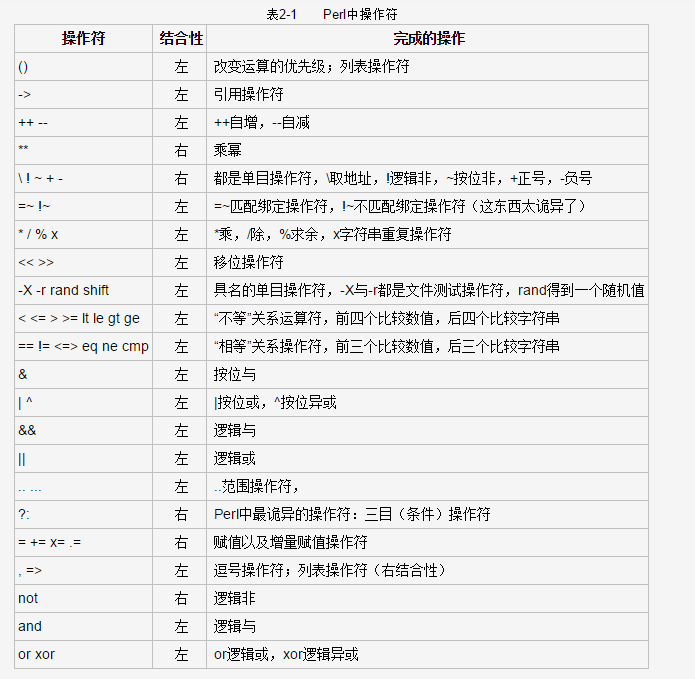 表2-1 Perl中操作符
操作符 结合性 完成的操作
() 左 改变运算的优先级；列表操作符
-> 左 引用操作符
++ -- 左 ++自增，--自减
** 右 乘幂
\ ! ~ + - 右 都是单目操作符，\取地址，!逻辑非，~按位非，+正号，-负号
=~ !~ 左 =~匹配绑定操作符，!~不匹配绑定操作符（这东西太诡异了）
* / % x 左 *乘，/除，%求余，x字符串重复操作符
<< >> 左 移位操作符
-X -r rand shift 左 具名的单目操作符，-X与-r都是文件测试操作符，rand得到一个随机值
< <= > >= lt le gt ge 左 “不等”关系运算符，前四个比较数值，后四个比较字符串
== != <=> eq ne cmp 左 “相等”关系操作符，前三个比较数值，后三个比较字符串
& 左 按位与
| ^ 左 |按位或，^按位异或
&& 左 逻辑与
|| 左 逻辑或
.. ... 左 ..范围操作符，
?: 右 Perl中最诡异的操作符：三目（条件）操作符
= += x= .= 右 赋值以及增量赋值操作符
, => 左 逗号操作符；列表操作符（右结合性）
not 右 逻辑非
and 左 逻辑与
or xor 左 or逻辑或，xor逻辑异或